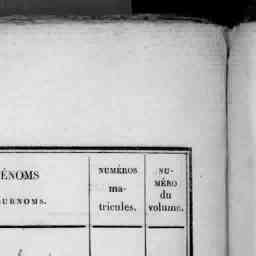 ÉNOMS
URNOMS.
NUMÉROS
ma-
tricules.
NU-
MÉRO
du
volume.